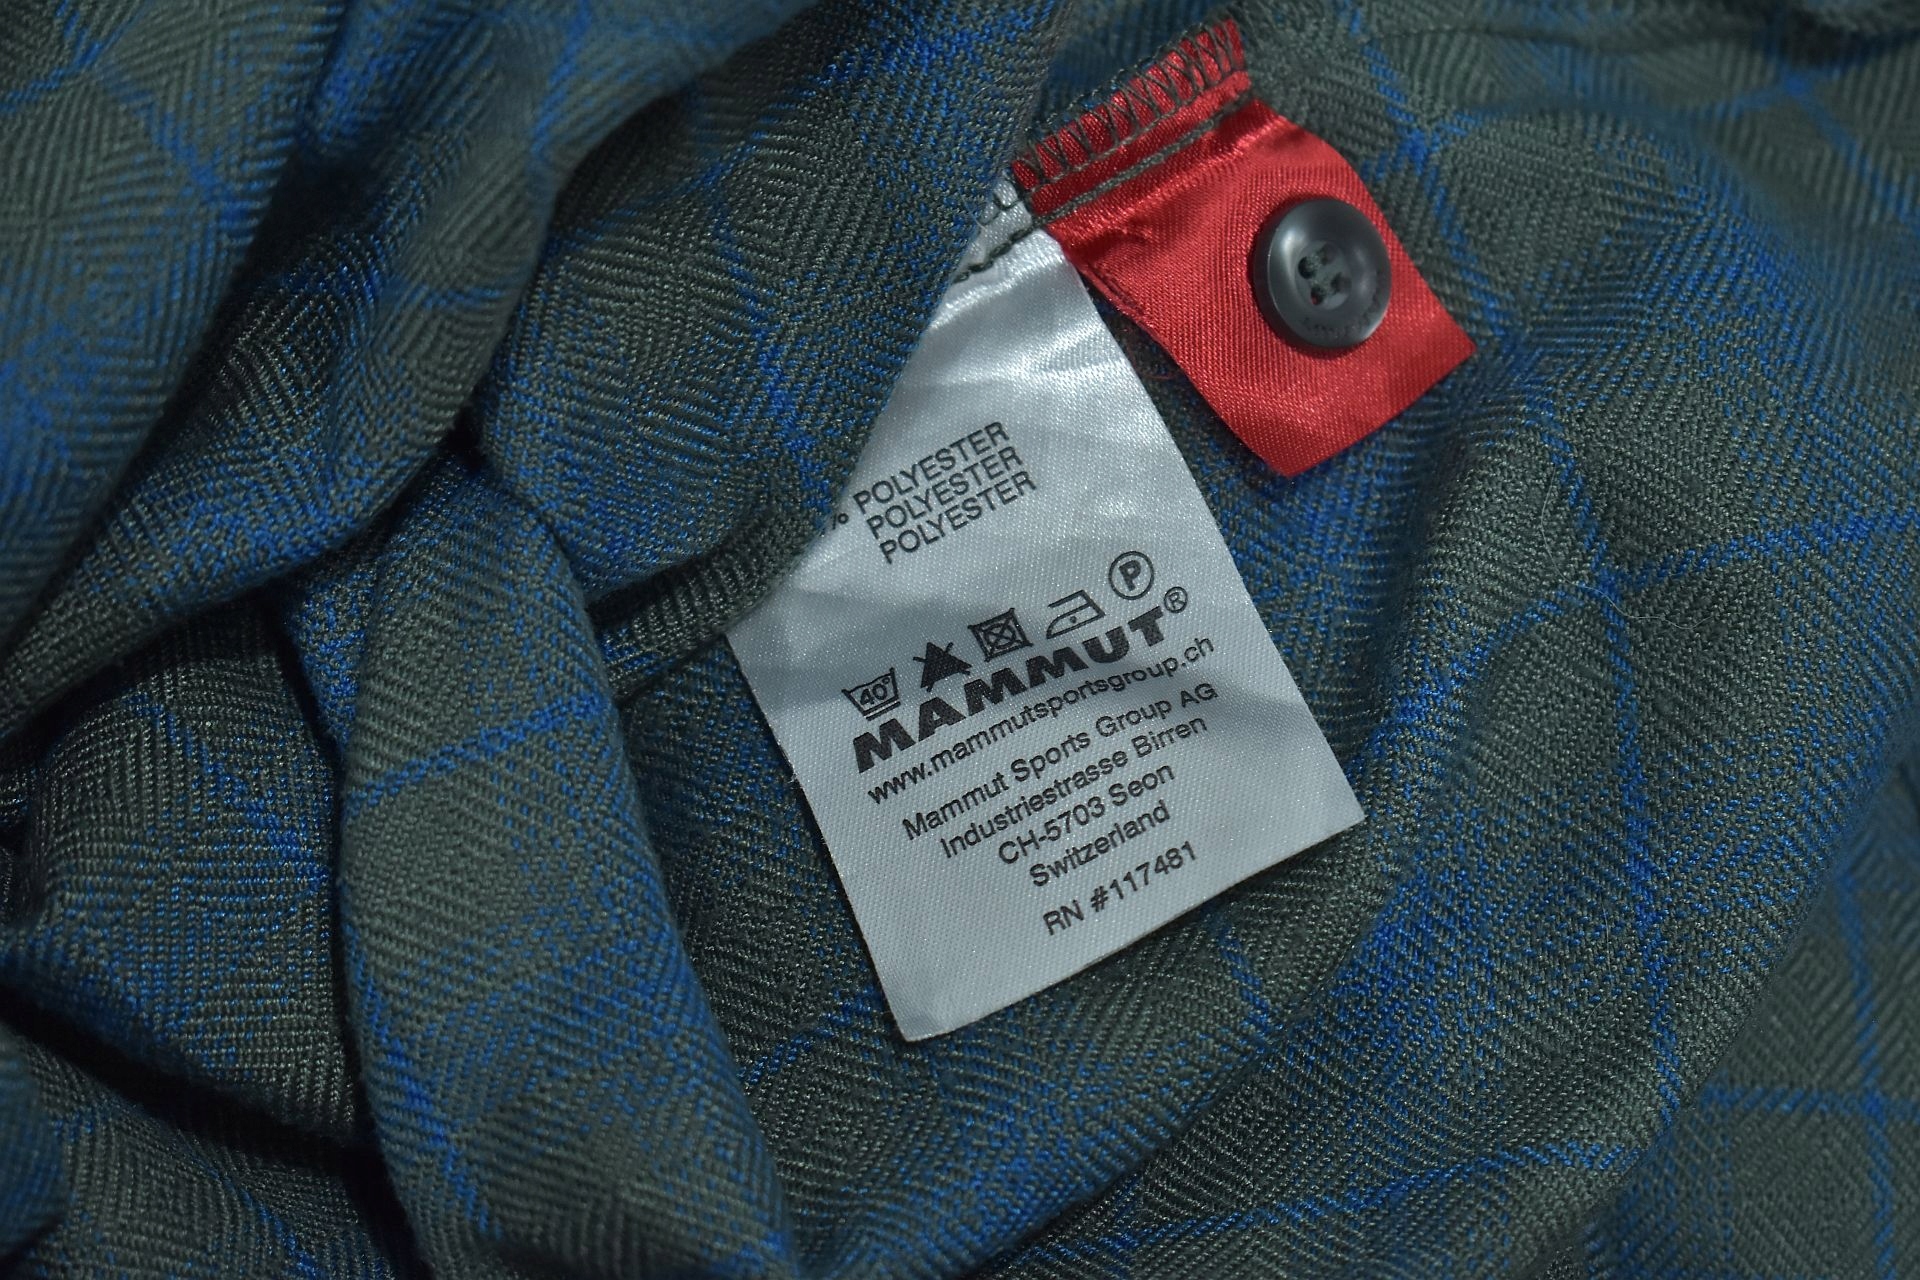 % POLYESTER
POLYESTER
POLYESTER
40° P
MAMMUT®
www.mammutsportsgroup.ch
Mammut Sports Group AG
Industriestrasse Birren
CH-5703 Seon
Switzerland
RN #117481